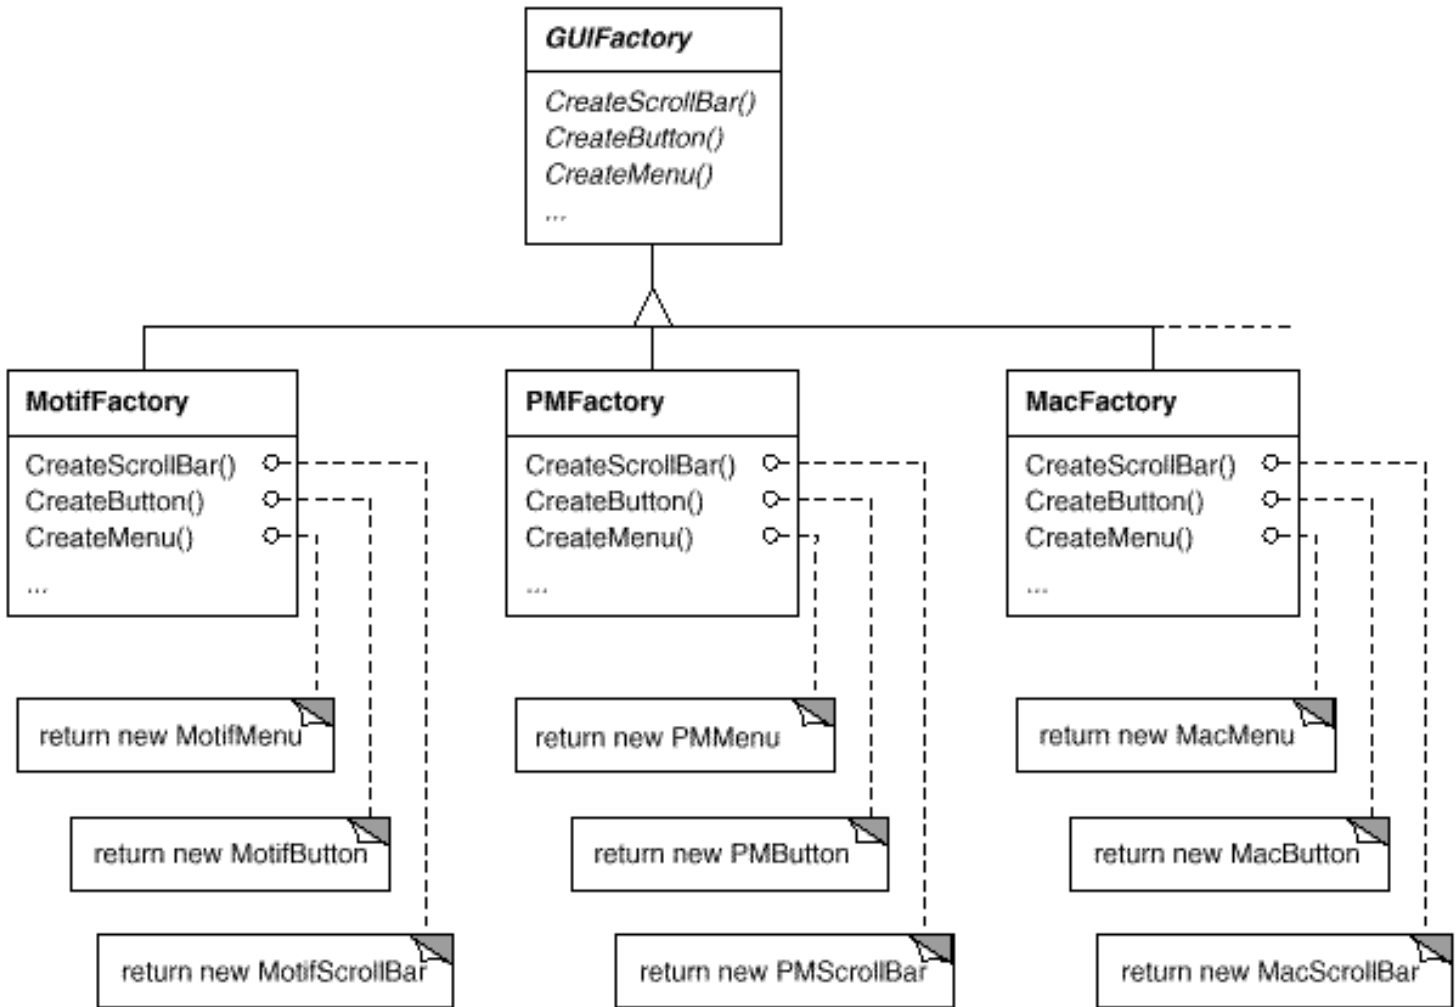 GUIFactory
CreateScrollBar()
CreateButton()
CreateMenu()
...
MotifFactory
CreateScrollBar()
CreateButton()
CreateMenu()
...
PMFactory
CreateScrollBar()
CreateButton()
CreateMenu()
...
MacFactory
CreateScrollBar()
CreateButton()
CreateMenu()
...
return new MotifMenu
return new PMMenu
return new MacMenu
return new MotifButton
return new PMButton
return new MacButton
return new MotifScrollBar
return new PMScrollBar
return new MacScrollBar